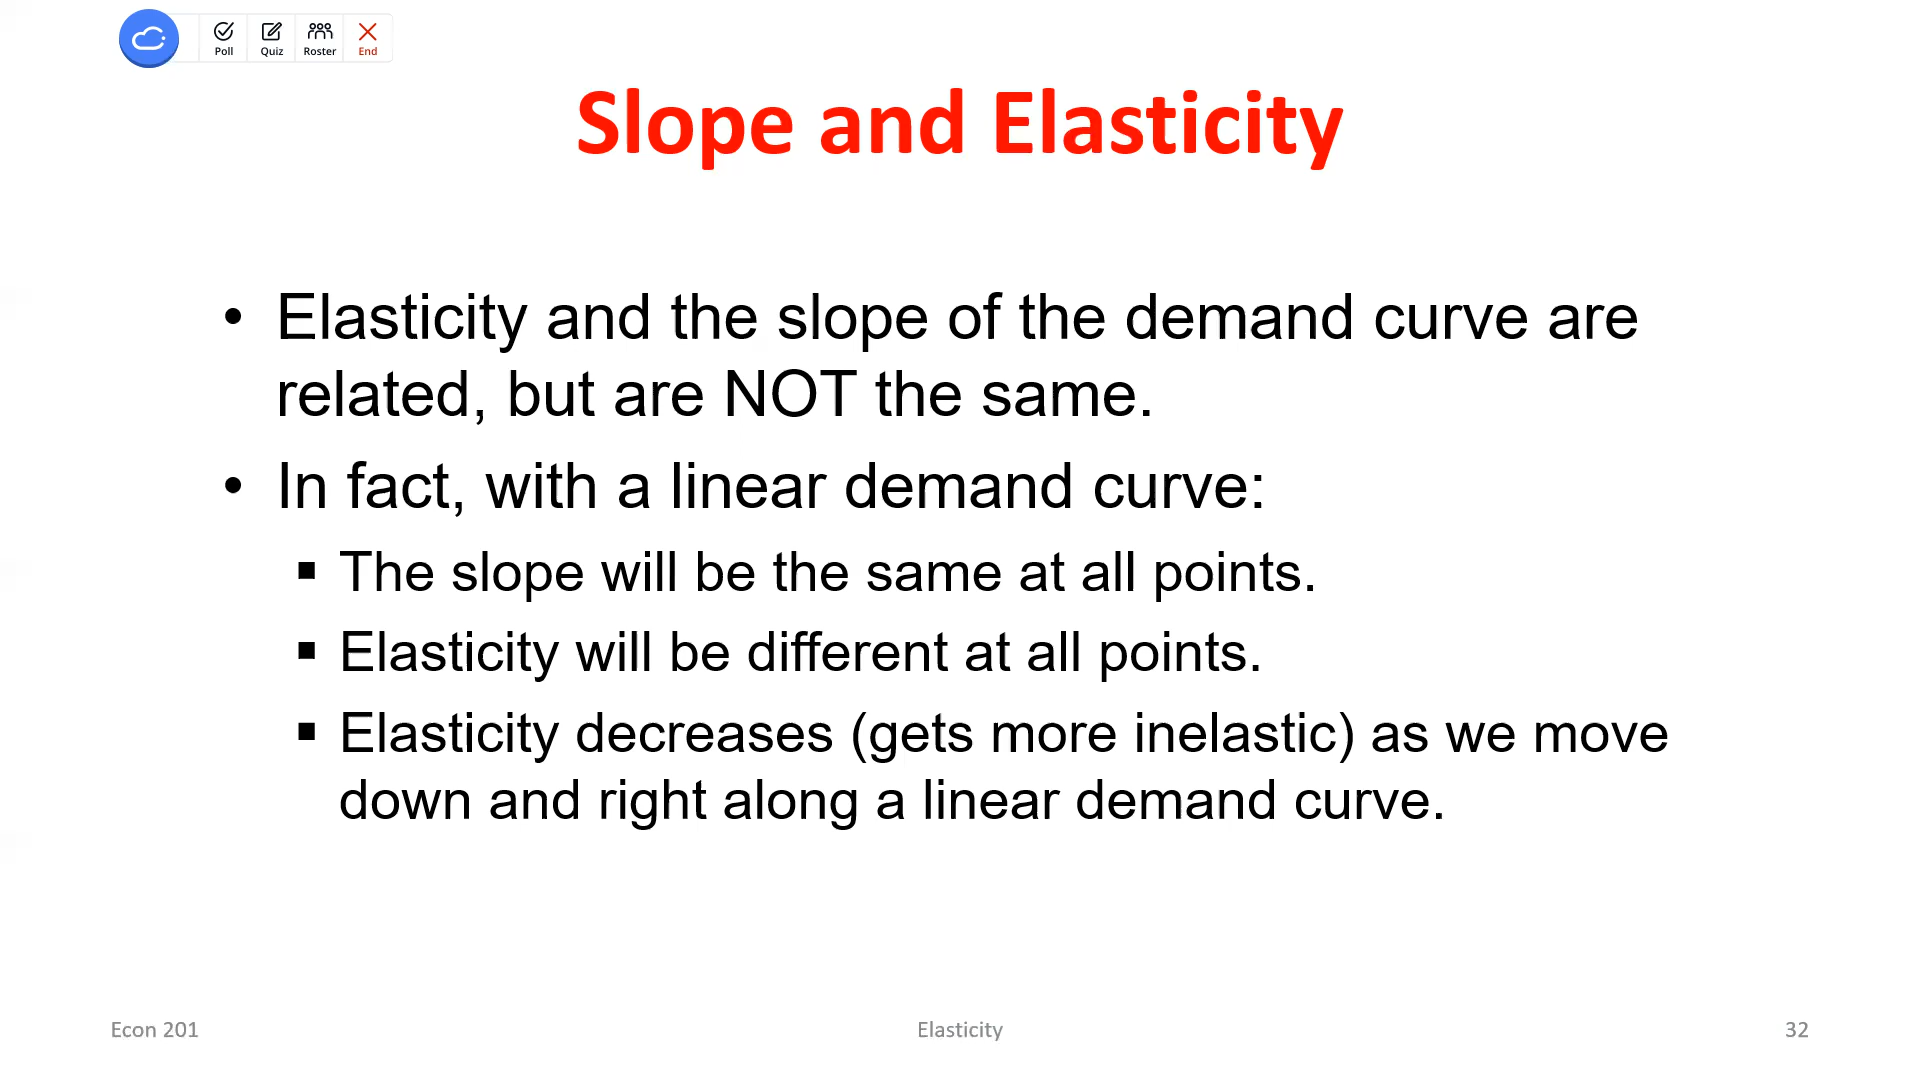 Poll Quiz Roster End
Slope and Elasticity
• Elasticity and the slope of the demand curve are
related, but are NOT the same.
• In fact, with a linear demand curve:
▪ The slope will be the same at all points.
▪ Elasticity will be different at all points.
▪ Elasticity decreases (gets more inelastic) as we move
down and right along a linear demand curve.
Econ 201 Elasticity 32